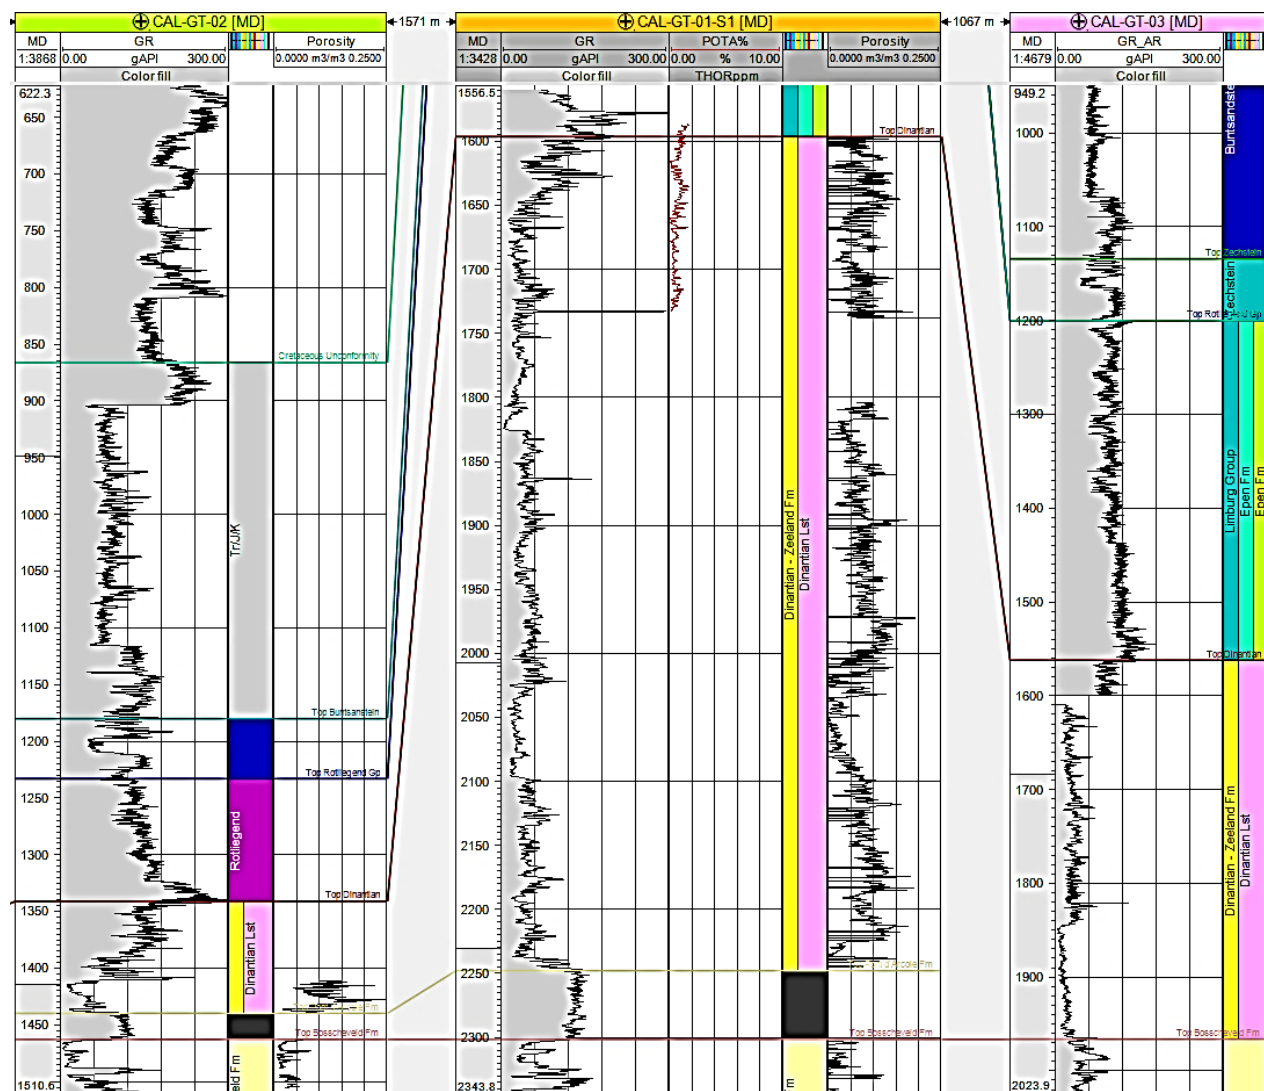 CAL-GT-02 [MD]
1571 m
CAL-GT-01-S1 [MD]
1067 m
CAL-GT-03 [MD]
MD
GR
Porosity
MD
GR
POTA%
Porosity
MD
GR_AR
1:3868
0.00 gAPI 300.00
0.0000 m3/m3 0.2500
1:3428
0.00 gAPI 300.00
0.00 % 10.00
0.0000 m3/m3 0.2500
1:4679
0.00 gAPI 300.00
Color fill
Color fill
THORppm
Color fill
622.3
650
700
750
800
850
900
950
1000
1050
1100
1150
1200
1250
1300
1350
1400
1450
1510.6
Cretaceous Unconformity
Top Buntsanstein
Top Rotliegend Gp
Top Dinantian
Top Bosscheveld Fm
Tr/J/K
Rotliegend
Dinantian Lst
eld Fm
1556.5
1600
1650
1700
1750
1800
1850
1900
1950
2000
2050
2100
2150
2200
2250
2300
2343.8
Top Dinantian
Dinantian - Zeeland Fm
Dinantian Lst
Arcole Fm
Top Bosscheveld Fm
m
949.2
1000
1100
1200
1300
1400
1500
1600
1700
1800
1900
2023.9
Buntsandste
Top Zechstein
Zechstein
Top Rot Gp
Limburg Group
Epen Fm
Epen Fm
Top Dinantian
Dinantian - Zeeland Fm
Dinantian Lst
Top Bosscheveld Fm